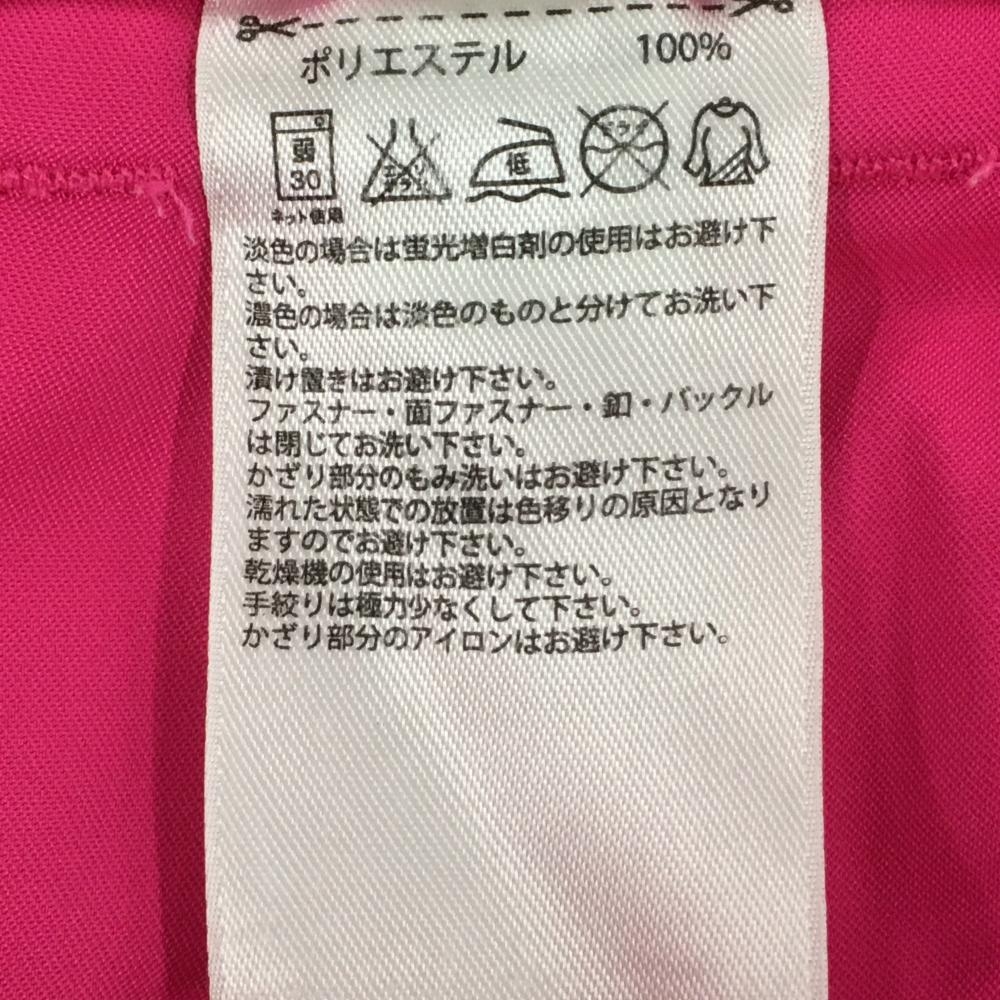 ポリエステル 100%
弱 低 ドライ
30 エンソサラシ
ネット使用
淡色の場合は蛍光増白剤の使用はお避け下
さい。
濃色の場合は淡色のものと分けてお洗い下
さい。
漬け置きはお避け下さい。
ファスナー・面ファスナー・釦・バックル
は閉じてお洗い下さい。
かざり部分のもみ洗いはお避け下さい。
濡れた状態での放置は色移りの原因となり
ますのでお避け下さい。
乾燥機の使用はお避け下さい。
手絞りは極力少なくして下さい。
かざり部分のアイロンはお避け下さい。